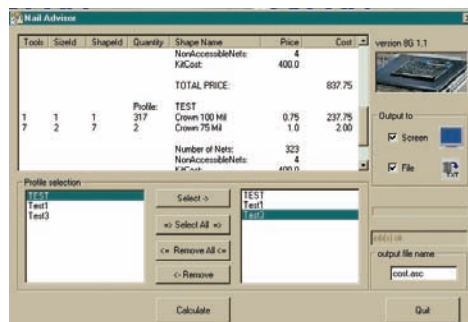 Nail Advisor
Tools SizeId ShapeId Quantity Shape Name Price Cost
NonAccessibleNets: 4
KitCost: 400.0
TOTAL PRICE: 837.75
Profile: TEST
1 1 1 317 Crown 100 Mil 0.75 237.75
7 2 7 2 Crown 75 Mil 1.0 2.00
Number of Nets: 323
NonAccessibleNets: 4
KitCost: 400.0
version 8G 1.1
Output to
Screen
File
TXT
Profile selection
TEST
Test1
Test3
Select ->
=> Select All =>
<= Remove All <=
<- Remove
TEST
Test1
Test3
output file name
cost.asc
Calculate
Quit